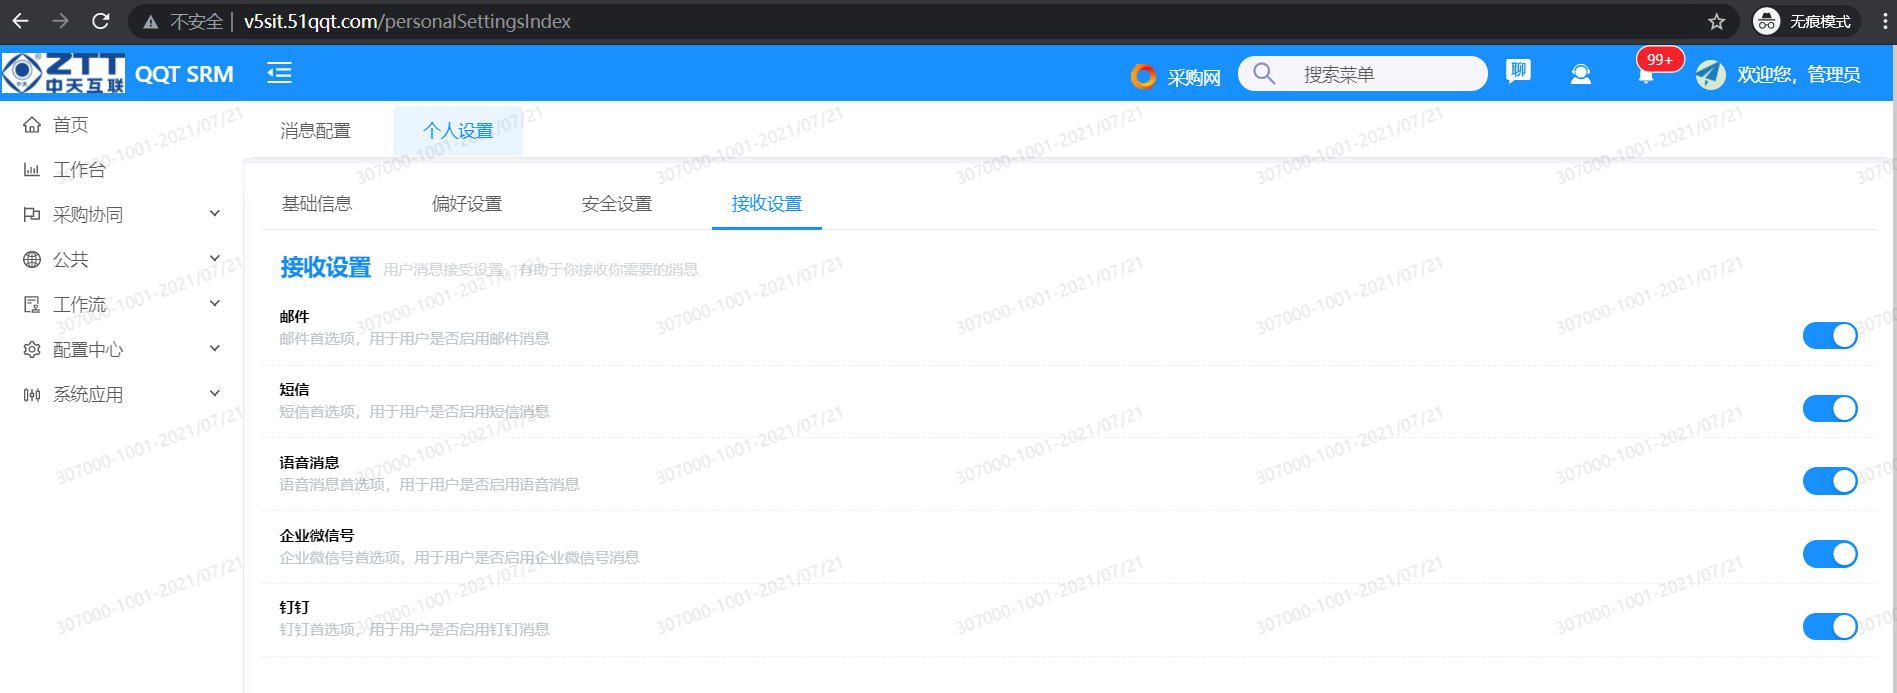 不安全 | v5sit.51qqt.com/personalSettingsIndex
无痕模式
ZTT
中天互联
QQT SRM
采购网
搜索菜单
聊
99+
欢迎您，管理员
首页
工作台
采购协同
公共
工作流
配置中心
系统应用
消息配置
个人设置
基础信息
偏好设置
安全设置
接收设置
接收设置 用户消息接受设置，有助于你接收你需要的消息
邮件
邮件首选项，用于用户是否启用邮件消息
短信
短信首选项，用于用户是否启用短信消息
语音消息
语音消息首选项，用于用户是否启用语音消息
企业微信号
企业微信号首选项，用于用户是否启用企业微信号消息
钉钉
钉钉首选项，用于用户是否启用钉钉消息
307000-1001-2021/07/21